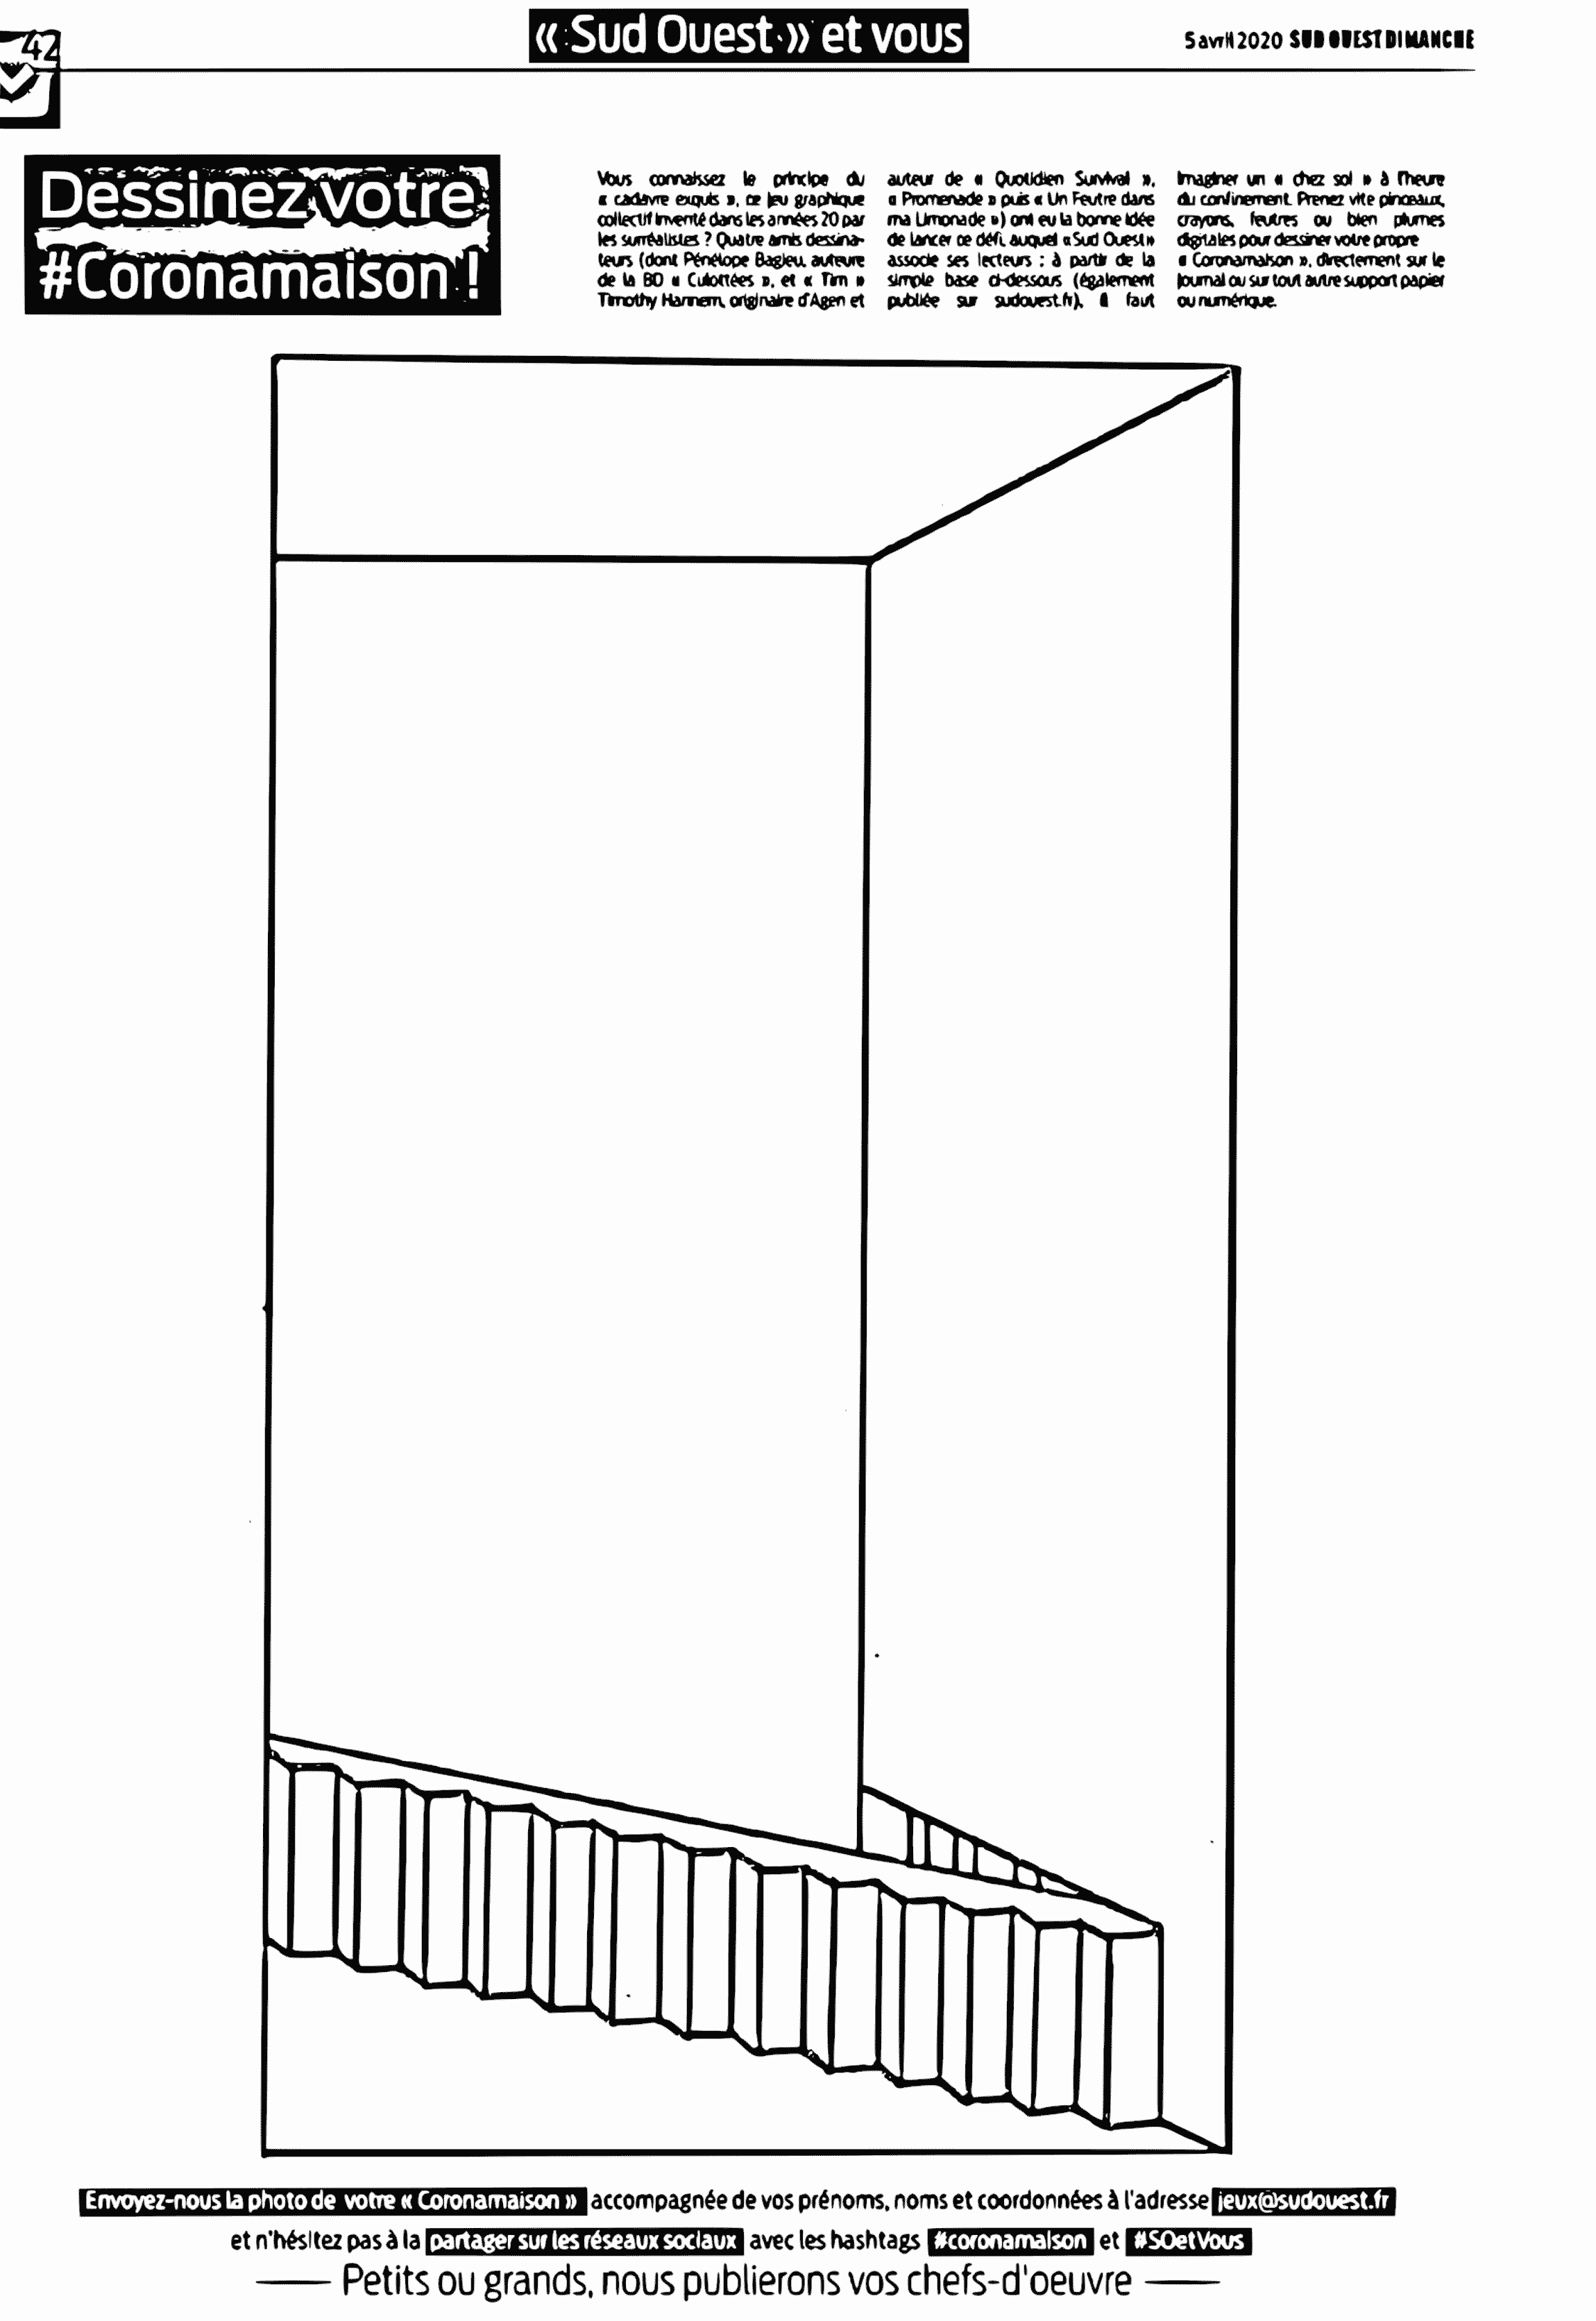 42
« Sud Ouest » et vous
5 avril 2020 SUD OUEST DIMANCHE
Dessinez votre
#Coronamaison !
Vous connaissez le principe du
« cadavre exquis », ce jeu graphique
collectif inventé dans les années 20 par
les surréalistes ? Quatre amis dessina-
teurs (dont Pénélope Bagieu, auteure
de la BD « Culottées », et « Tim »
Timothy Hannem, originaire d'Agen et
auteur de « Quotidien Survival »,
« Promenade » puis « Un Feutre dans
ma Limonade ») ont eu la bonne idée
de lancer ce défi, auquel « Sud Ouest »
associe ses lecteurs : à partir de la
simple base ci-dessous (également
publiée sur sudouest.fr), il faut
imaginer un « chez soi » à l'heure
du confinement. Prenez vite pinceaux,
crayons, feutres ou bien plumes
digitales pour dessiner votre propre
« Coronamaison », directement sur le
journal ou sur tout autre support papier
ou numérique.
Envoyez-nous la photo de votre « Coronamaison » accompagnée de vos prénoms, noms et coordonnées à l'adresse jeux@sudouest.fr
et n'hésitez pas à la partager sur les réseaux sociaux avec les hashtags #coronamaison et #SOetVous
Petits ou grands, nous publierons vos chefs-d'oeuvre